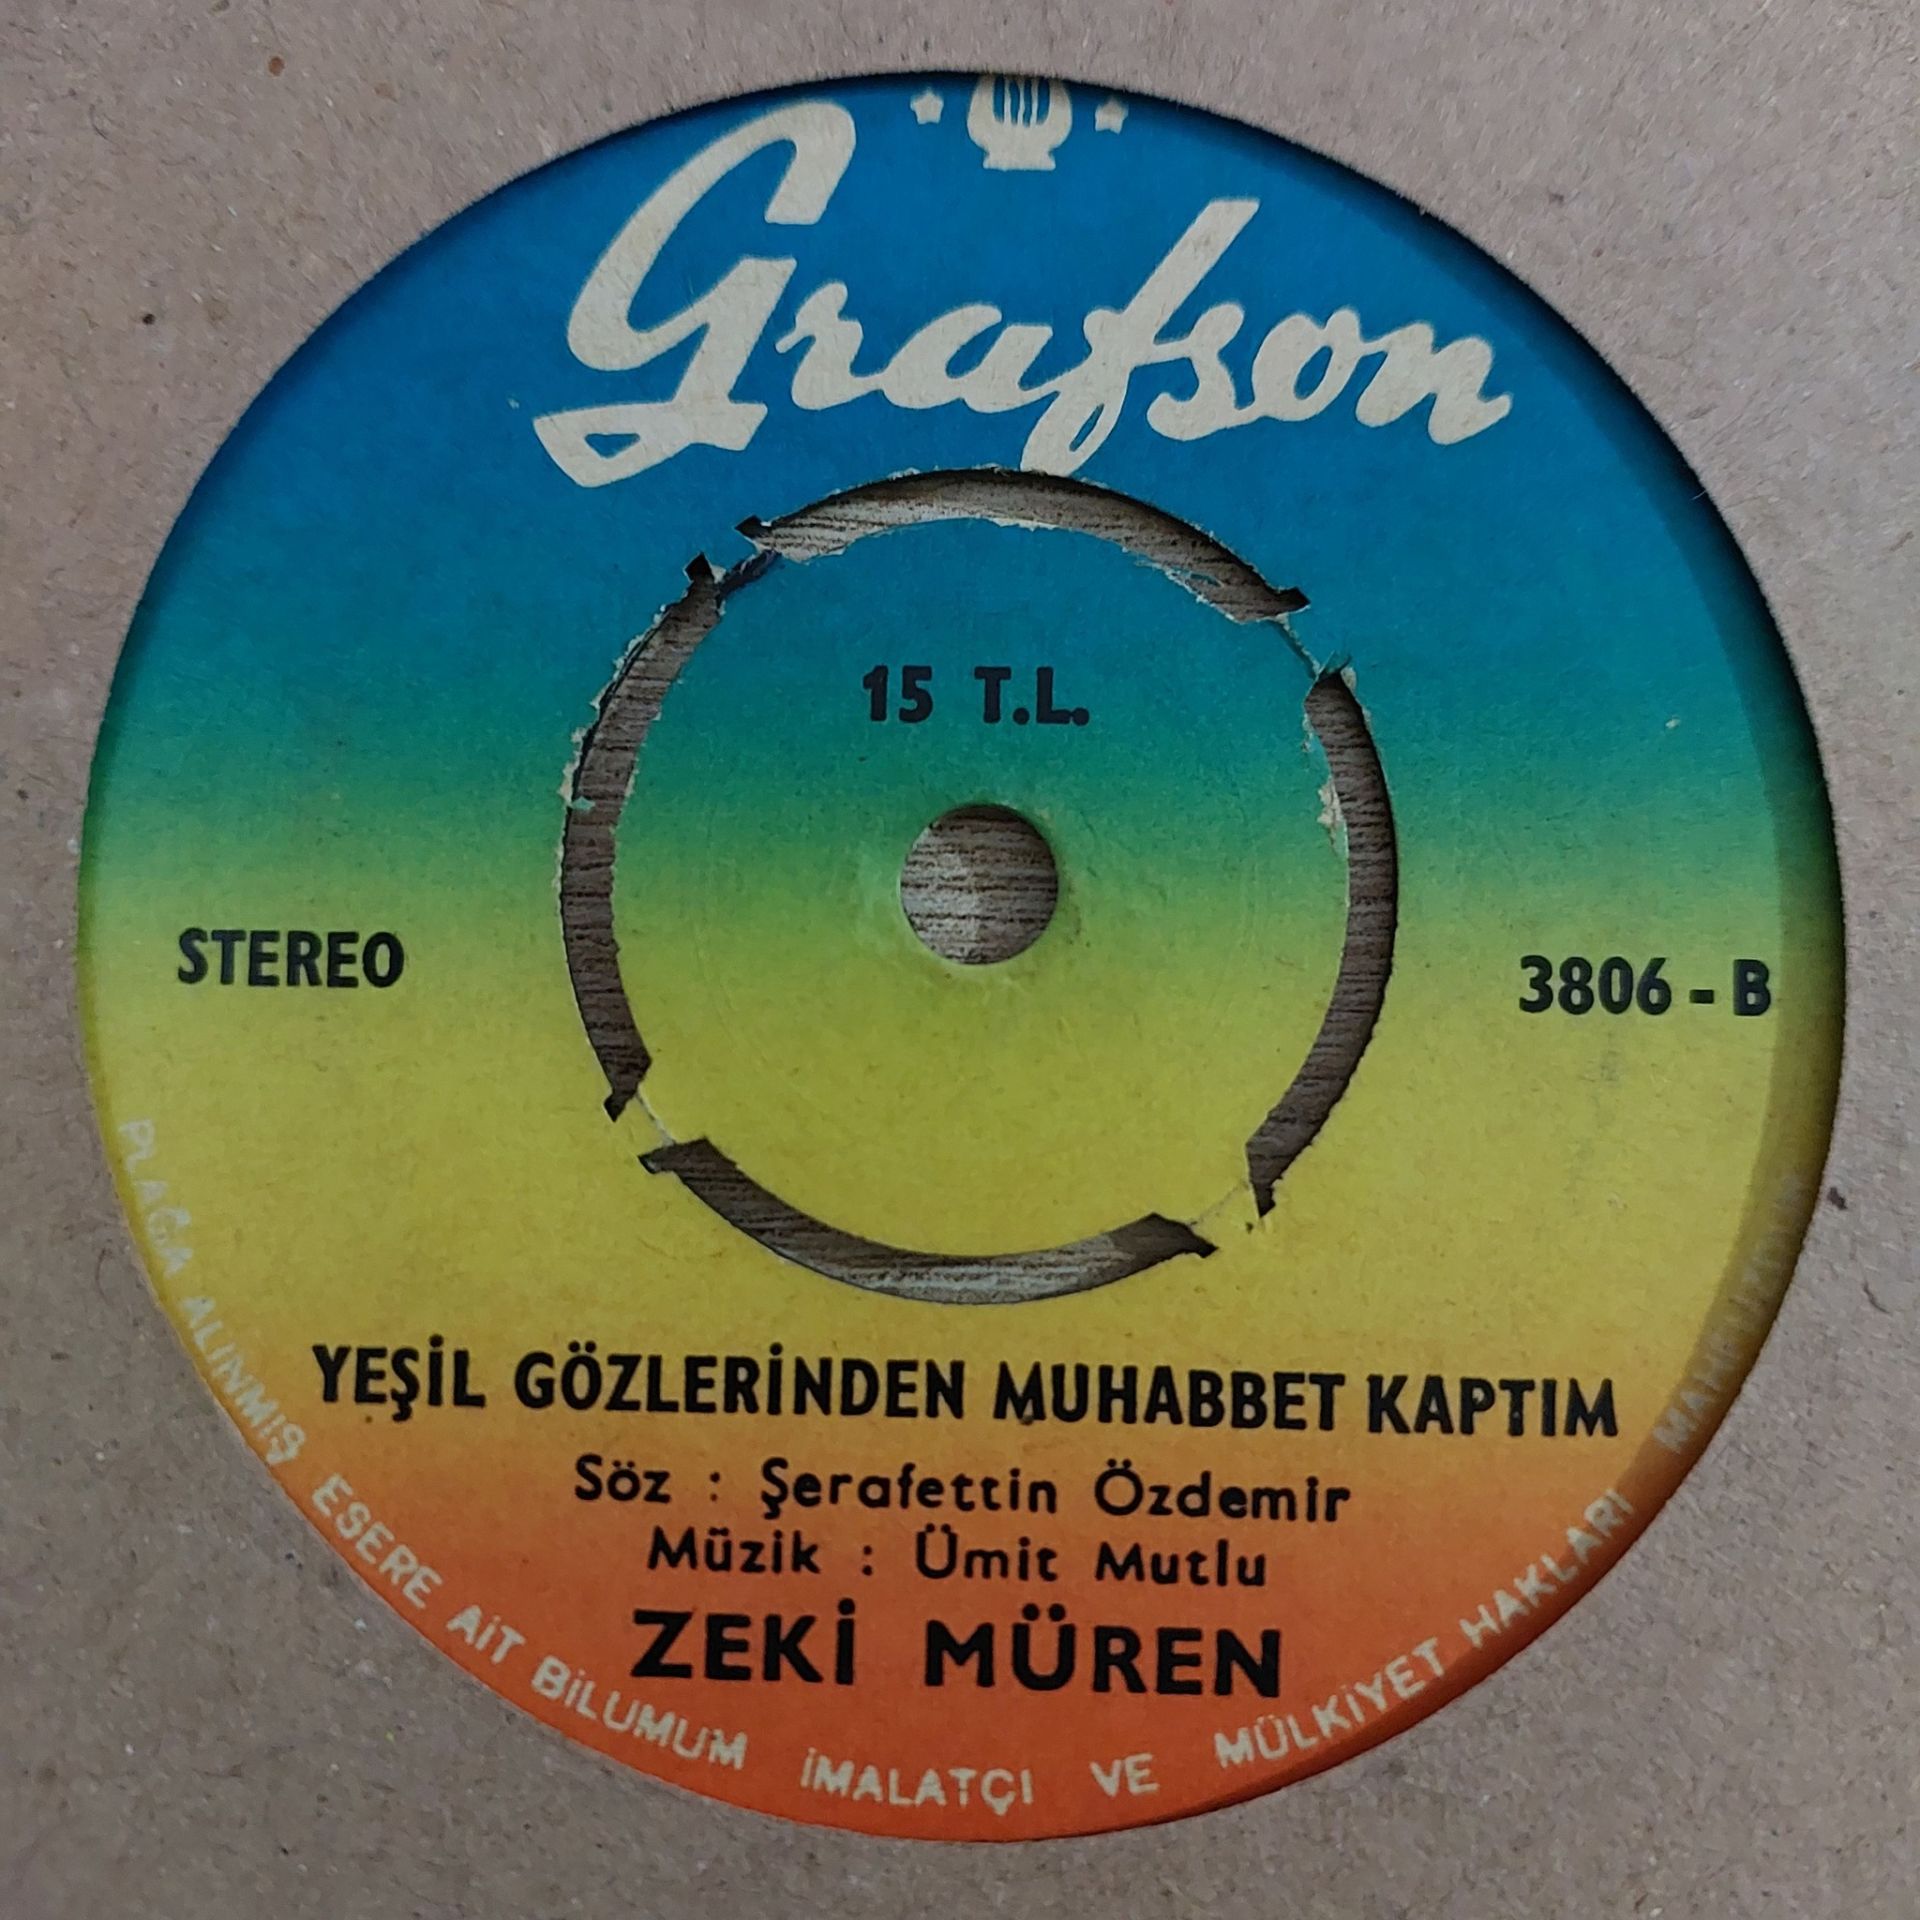 Grafson
15 T.L.
STEREO
3806 - B
YEŞİL GÖZLERİNDEN MUHABBET KAPTIM
Söz : Şerafettin Özdemir
Müzik : Ümit Mutlu
ZEKİ MÜREN
PLAĞA ALINMIŞ ESERE AİT BİLUMUM İMALATÇI VE MÜLKİYET HAKLARI MAHFUZDUR